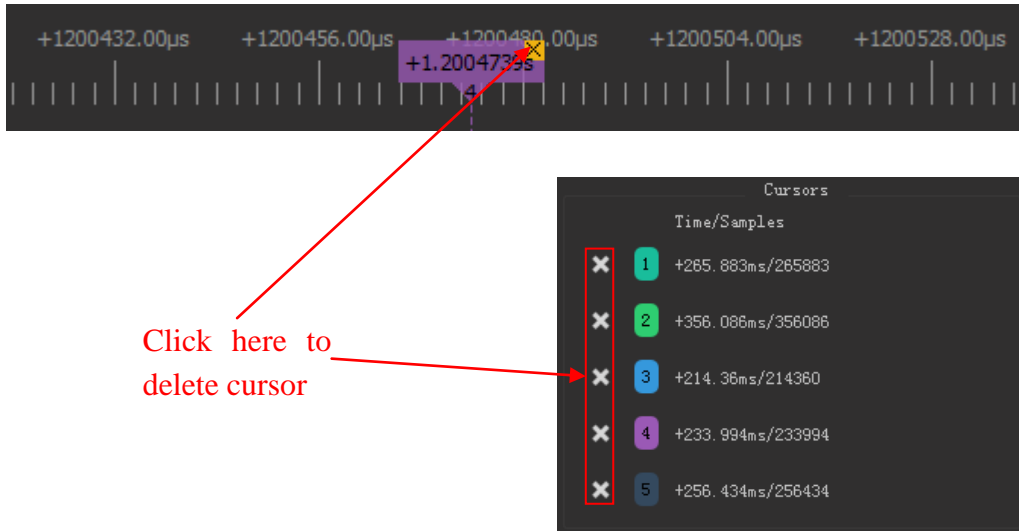 +1200432.00μs +1200456.00μs +1200480.00μs +1200504.00μs +1200528.00μs
+1.2004739s
4
Cursors
Time/Samples
1 +265.883ms/265883
2 +356.086ms/356086
Click here to
delete cursor
3 +214.36ms/214360
4 +233.994ms/233994
5 +256.434ms/256434